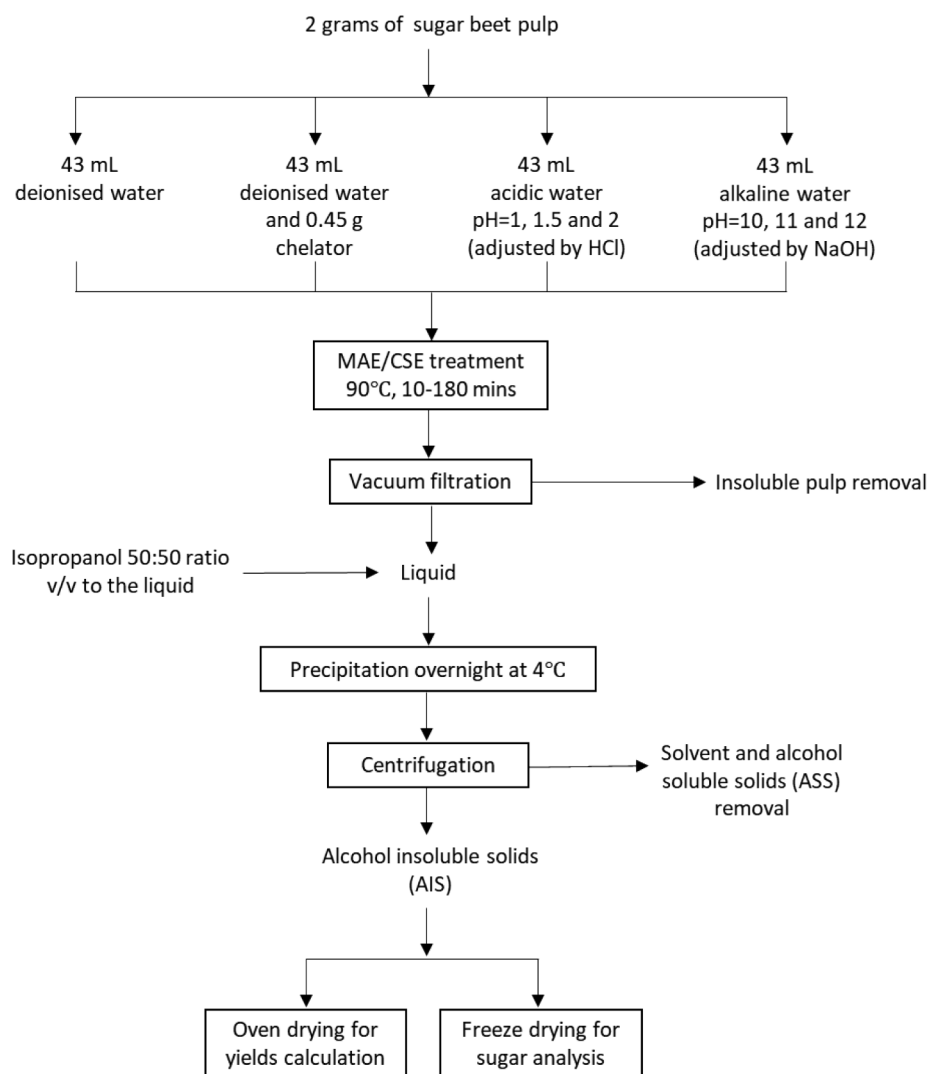 2 grams of sugar beet pulp
43 mL
deionised water
43 mL
deionised water
and 0.45 g
chelator
43 mL
acidic water
pH=1, 1.5 and 2
(adjusted by HCl)
43 mL
alkaline water
pH=10, 11 and 12
(adjusted by NaOH)
MAE/CSE treatment
90℃, 10-180 mins
Vacuum filtration
Insoluble pulp removal
Isopropanol 50:50 ratio
v/v to the liquid
Liquid
Precipitation overnight at 4℃
Centrifugation
Solvent and alcohol
soluble solids (ASS)
removal
Alcohol insoluble solids
(AIS)
Oven drying for
yields calculation
Freeze drying for
sugar analysis